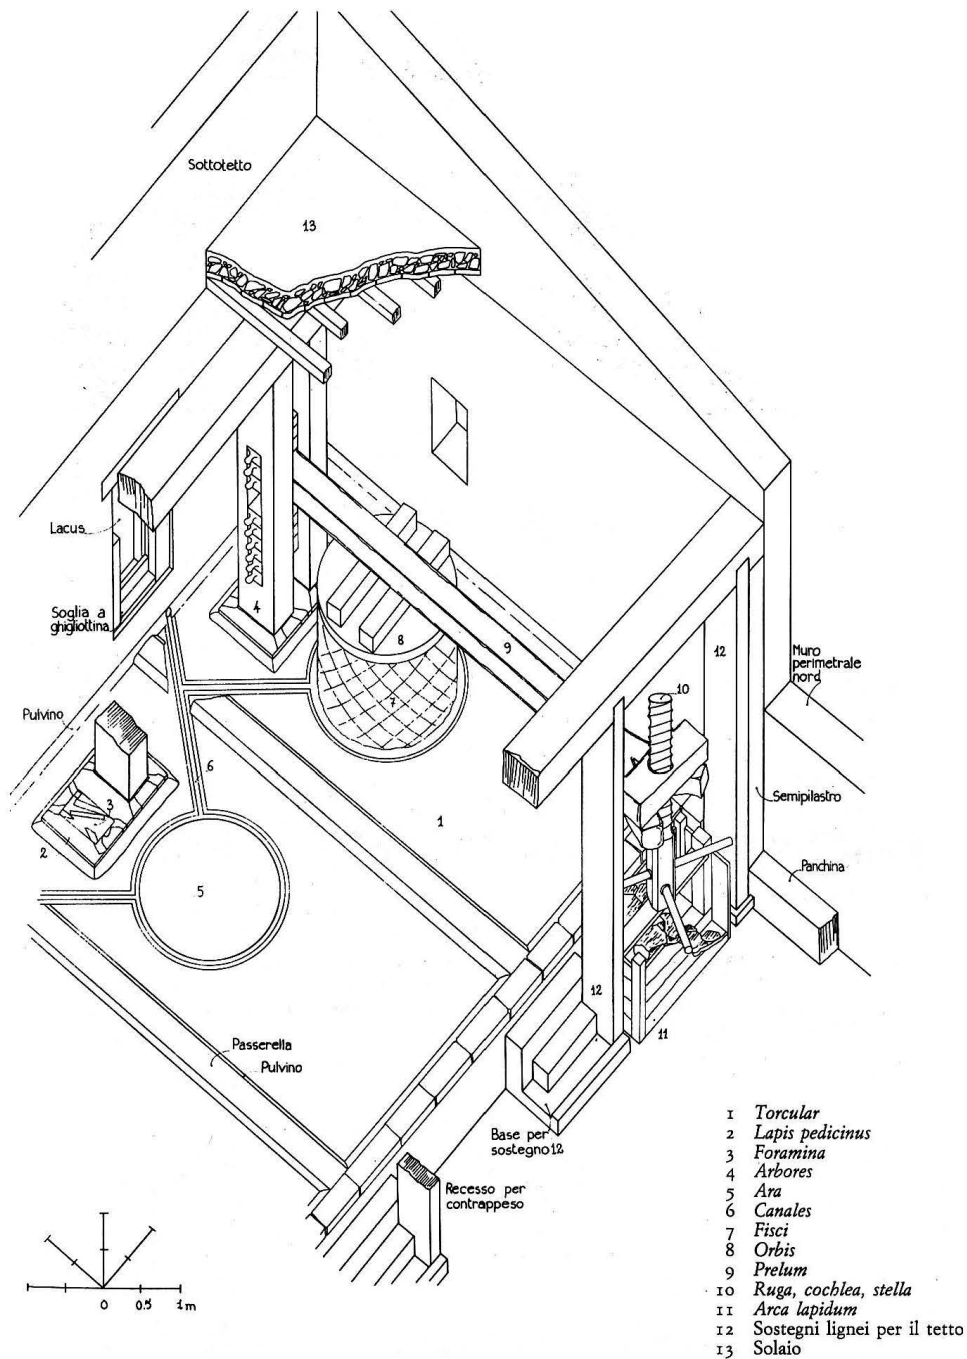 Sottotetto
13
Lacus
Soglia a
ghigliottina
4
8
9
7
12
Muro
perimetrale
nord
10
Pulvino
6
3
2
1
Semipilastro
5
Panchina
12
11
Passerella
Pulvino
Base per
sostegno 12
Recesso per
contrappeso
0 0.5 1m
1 Torcular
2 Lapis pedicinus
3 Foramina
4 Arbores
5 Ara
6 Canales
7 Fisci
8 Orbis
9 Prelum
10 Ruga, cochlea, stella
11 Arca lapidum
12 Sostegni lignei per il tetto
13 Solaio